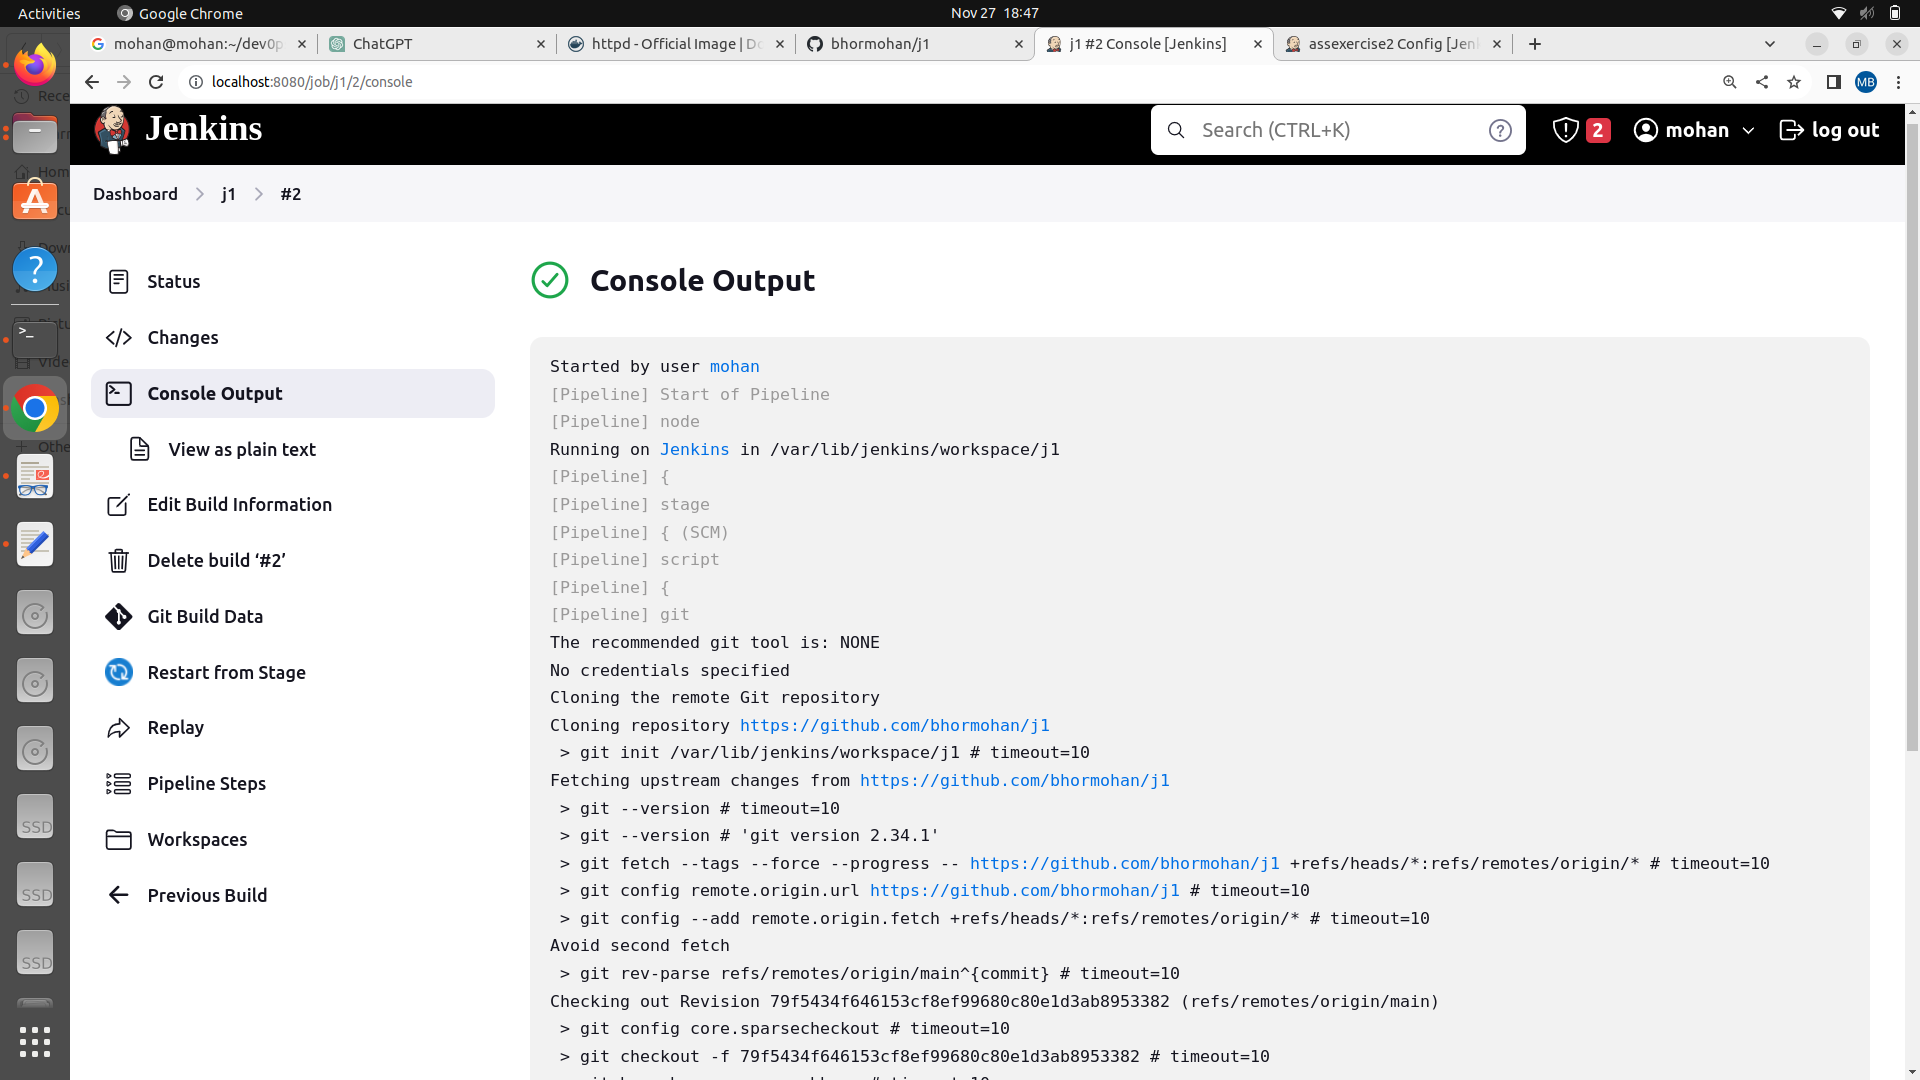 Activities
Google Chrome
Nov 27 18:47
mohan@mohan:~/dev0p
ChatGPT
httpd - Official Image | Do
bhormohan/j1
j1 #2 Console [Jenkins]
assexercise2 Config [Jen
localhost:8080/job/j1/2/console
MB
Jenkins
Search (CTRL+K)
2
mohan
log out
Dashboard
j1
#2
Status
Changes
Console Output
View as plain text
Edit Build Information
Delete build ‘#2’
Git Build Data
Restart from Stage
Replay
Pipeline Steps
Workspaces
Previous Build
SSD
SSD
SSD
Console Output
Started by user mohan
[Pipeline] Start of Pipeline
[Pipeline] node
Running on Jenkins in /var/lib/jenkins/workspace/j1
[Pipeline] {
[Pipeline] stage
[Pipeline] { (SCM)
[Pipeline] script
[Pipeline] {
[Pipeline] git
The recommended git tool is: NONE
No credentials specified
Cloning the remote Git repository
Cloning repository https://github.com/bhormohan/j1
> git init /var/lib/jenkins/workspace/j1 # timeout=10
Fetching upstream changes from https://github.com/bhormohan/j1
> git --version # timeout=10
> git --version # 'git version 2.34.1'
> git fetch --tags --force --progress -- https://github.com/bhormohan/j1 +refs/heads/*:refs/remotes/origin/* # timeout=10
> git config remote.origin.url https://github.com/bhormohan/j1 # timeout=10
> git config --add remote.origin.fetch +refs/heads/*:refs/remotes/origin/* # timeout=10
Avoid second fetch
> git rev-parse refs/remotes/origin/main^{commit} # timeout=10
Checking out Revision 79f5434f646153cf8ef99680c80e1d3ab8953382 (refs/remotes/origin/main)
> git config core.sparsecheckout # timeout=10
> git checkout -f 79f5434f646153cf8ef99680c80e1d3ab8953382 # timeout=10